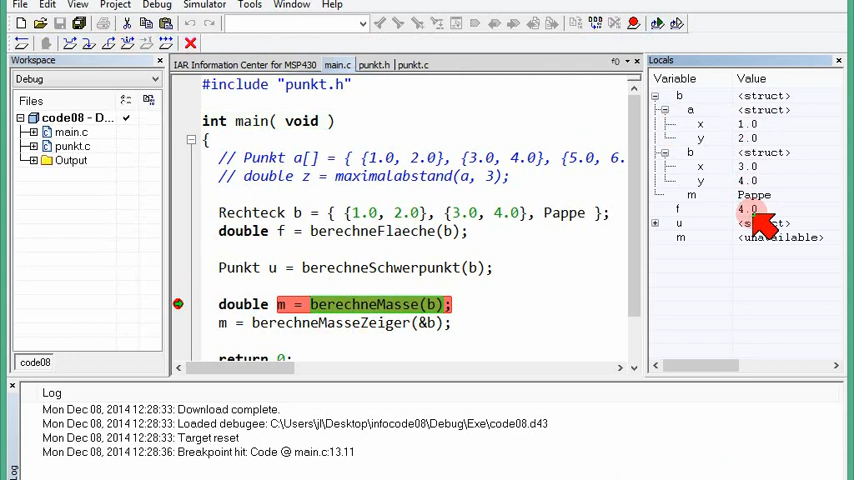 File Edit View Project Debug Simulator Tools Window Help
Workspace
Debug
Files
code08 - D...
main.c
punkt.c
Output
code08
IAR Information Center for MSP430 main.c punkt.h punkt.c f()
#include "punkt.h"
int main( void )
{
// Punkt a[] = { {1.0, 2.0}, {3.0, 4.0}, {5.0, 6.
// double z = maximalabstand(a, 3);
Rechteck b = { {1.0, 2.0}, {3.0, 4.0}, Pappe };
double f = berechneFlaeche(b);
Punkt u = berechneSchwerpunkt(b);
double m = berechneMasse(b);
m = berechneMasseZeiger(&b);
return 0;
Locals
Variable Value
b <struct>
a <struct>
x 1.0
y 2.0
b <struct>
x 3.0
y 4.0
m Pappe
f 4.0
u <struct>
m <unavailable>
Log
Mon Dec 08, 2014 12:28:33: Download complete.
Mon Dec 08, 2014 12:28:33: Loaded debugee: C:\Users\jl\Desktop\infocode08\Debug\Exe\code08.d43
Mon Dec 08, 2014 12:28:33: Target reset
Mon Dec 08, 2014 12:28:36: Breakpoint hit: Code @ main.c:13.11
Log